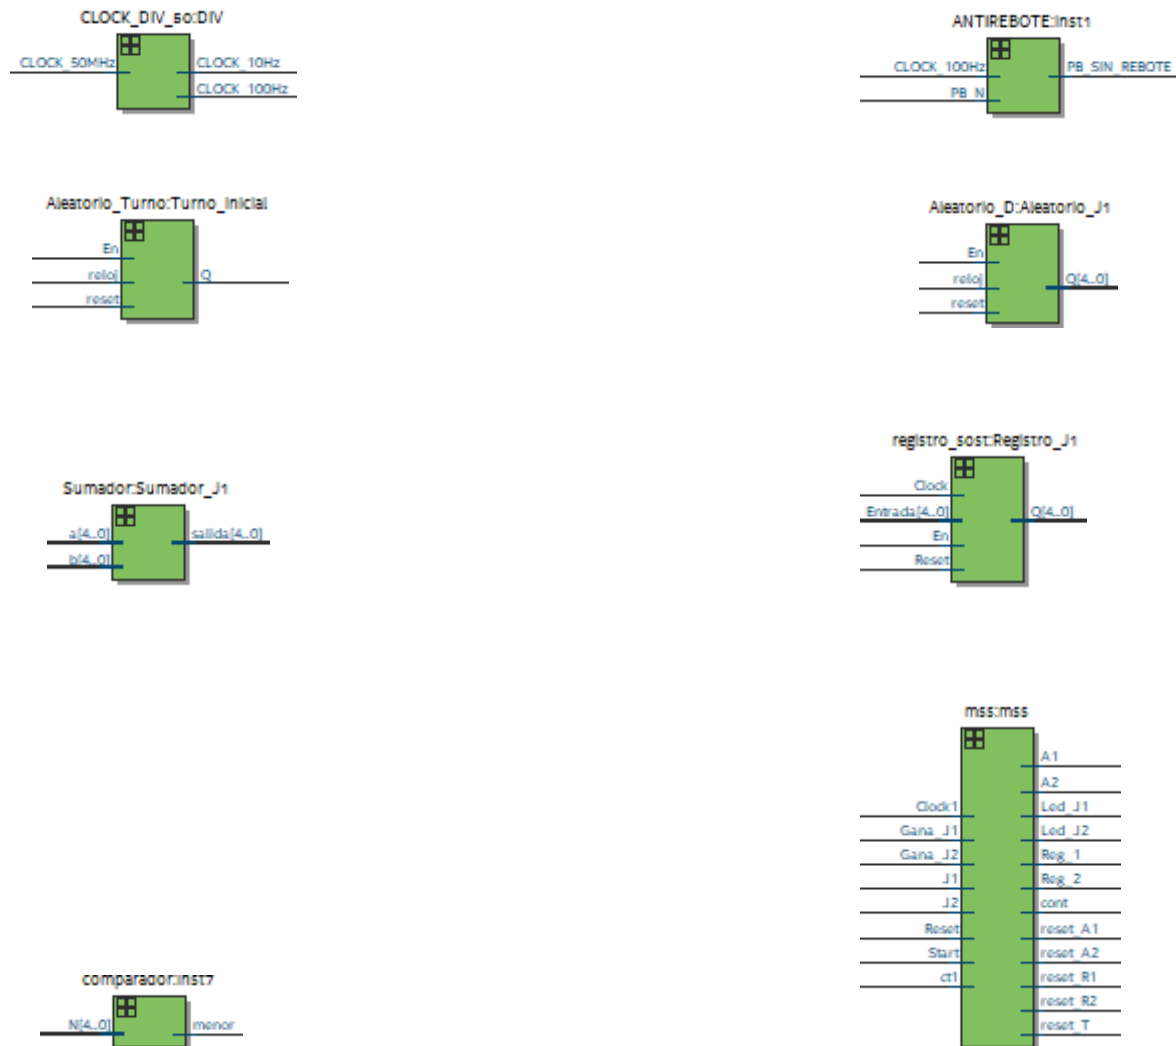 CLOCK_DIV_50:DIV
CLOCK_50MHz
CLOCK_10Hz
CLOCK_100Hz
ANTIREBOTE:inst1
CLOCK_100Hz
PB_N
PB_SIN_REBOTE
Aleatorio_Turno:Turno_inicial
En
reloj
reset
Q
Aleatorio_D:Aleatorio_J1
En
reloj
reset
Q[4..0]
Sumador:Sumador_J1
a[4..0]
b[4..0]
salida[4..0]
registro_sost:Registro_J1
Clock
Entrada[4..0]
En
Reset
Q[4..0]
mss:mss
Clock1
Gana_J1
Gana_J2
J1
J2
Reset
Start
ct1
A1
A2
Led_J1
Led_J2
Reg_1
Reg_2
cont
reset_A1
reset_A2
reset_R1
reset_R2
reset_T
comparador:inst7
N[4..0]
menor